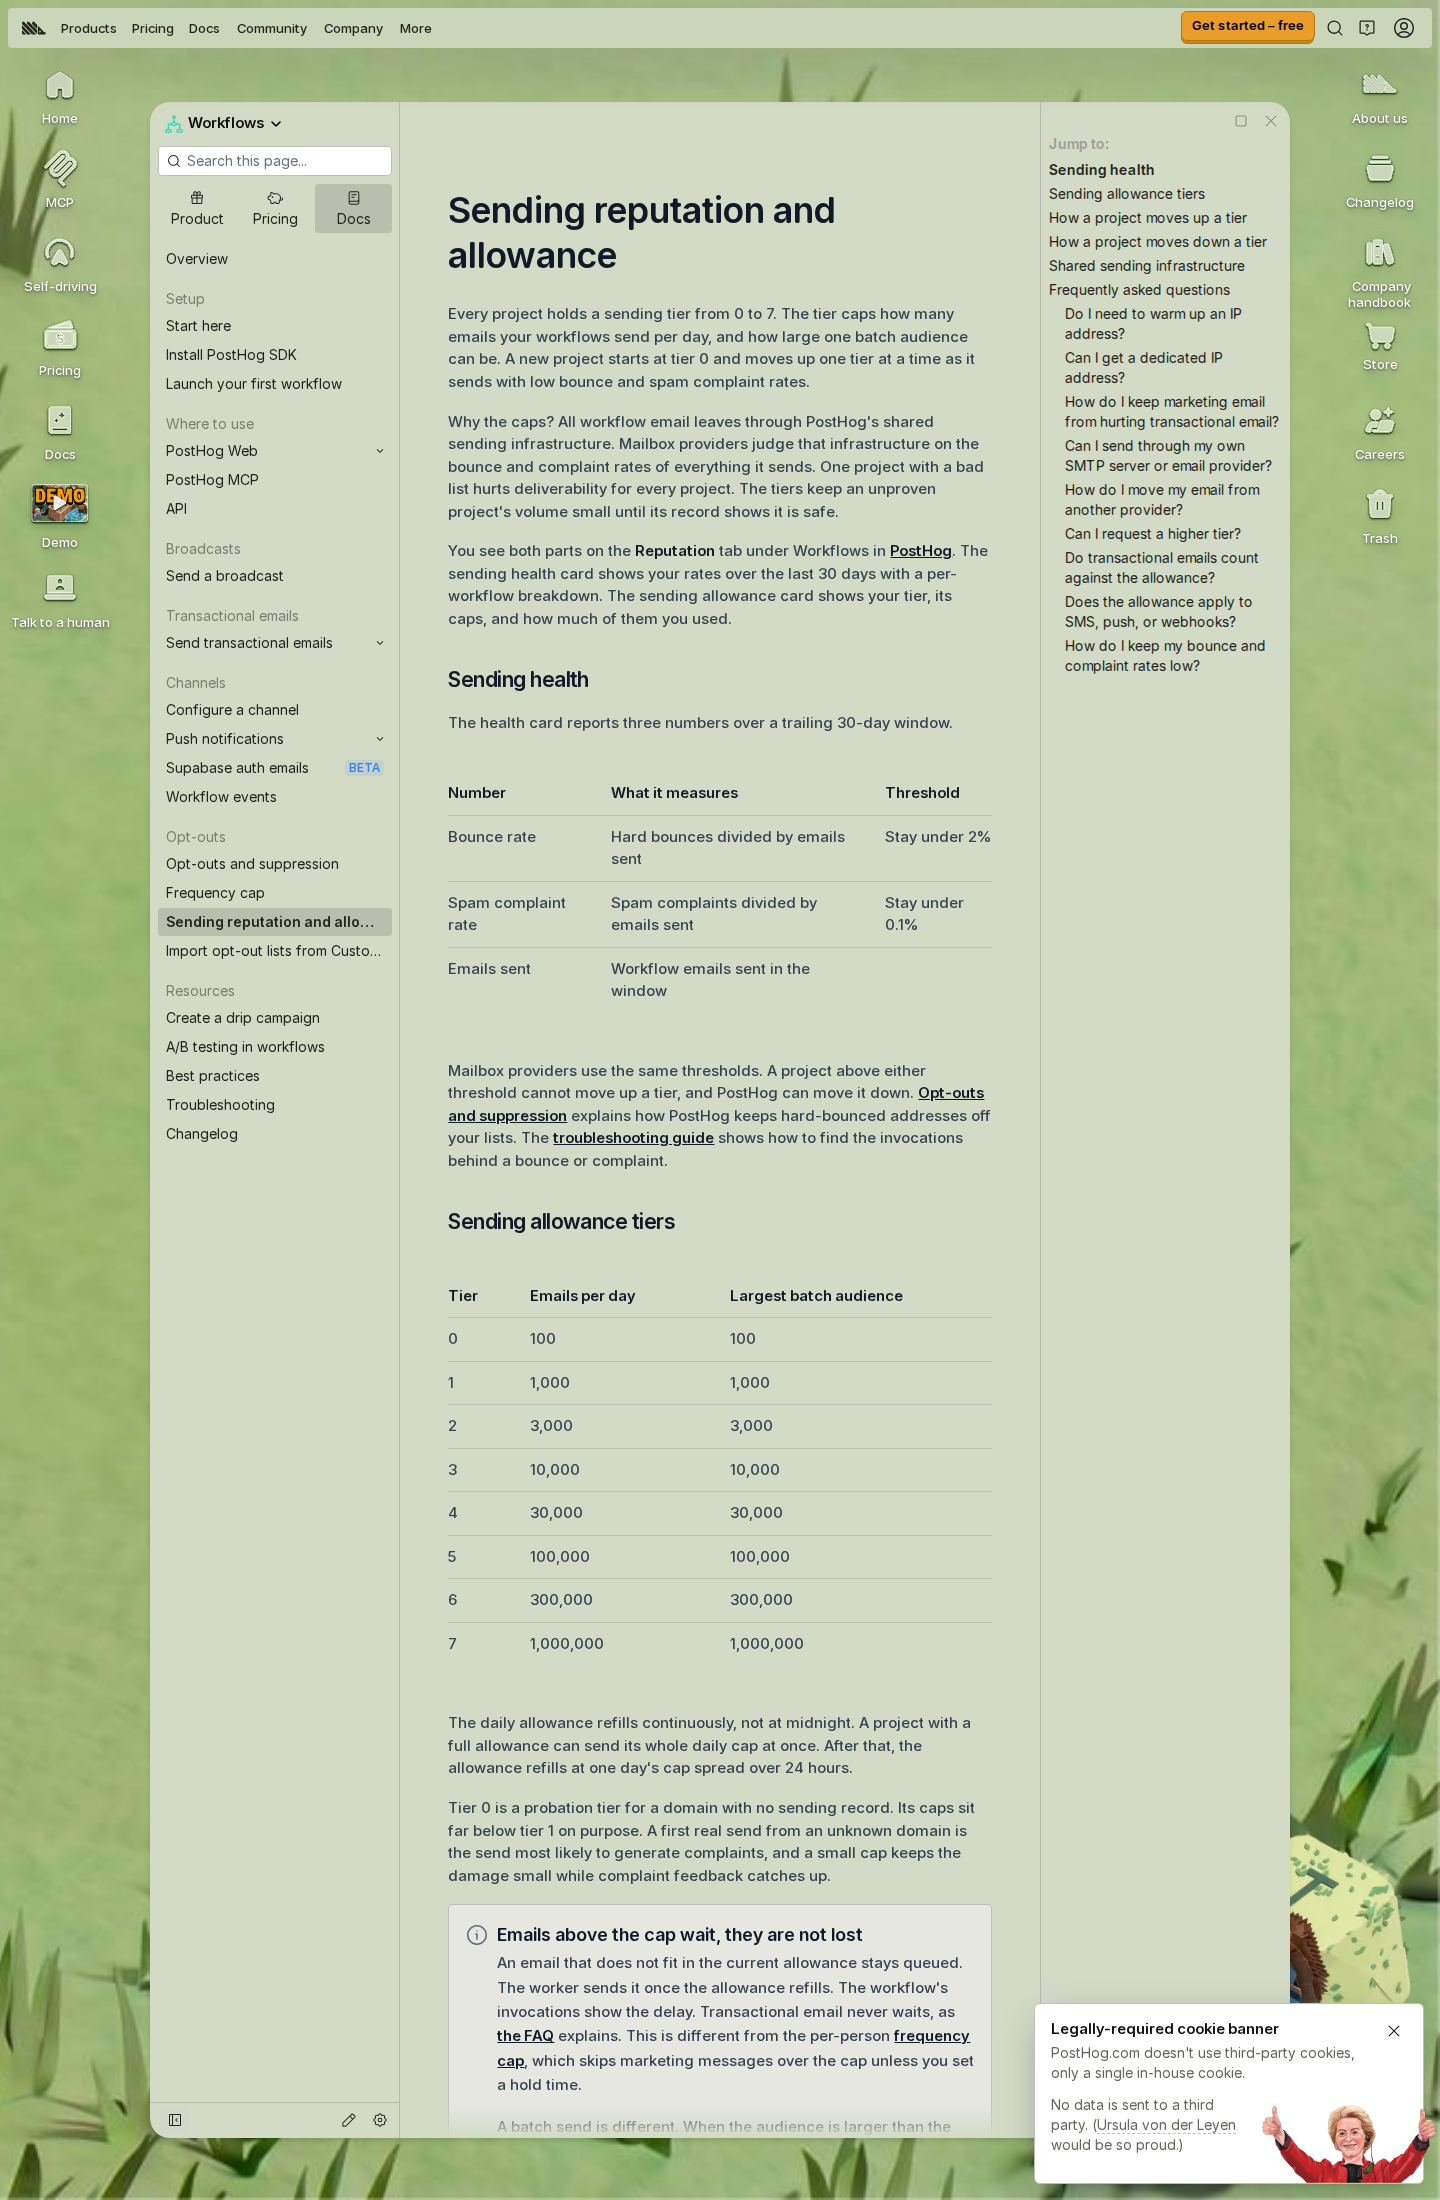 Products
Pricing
Docs
Community
Company
More
Get started – free
Home
MCP
Self-driving
Pricing
Docs
DEMO
Demo
Talk to a human
Workflows
Search this page...
Product
Pricing
Docs
Overview
Setup
Start here
Install PostHog SDK
Launch your first workflow
Where to use
PostHog Web
PostHog MCP
API
Broadcasts
Send a broadcast
Transactional emails
Send transactional emails
Channels
Configure a channel
Push notifications
Supabase auth emails
BETA
Workflow events
Opt-outs
Opt-outs and suppression
Frequency cap
Sending reputation and allo...
Import opt-out lists from Custo...
Resources
Create a drip campaign
A/B testing in workflows
Best practices
Troubleshooting
Changelog
Sending reputation and
allowance
Every project holds a sending tier from 0 to 7. The tier caps how many
emails your workflows send per day, and how large one batch audience
can be. A new project starts at tier 0 and moves up one tier at a time as it
sends with low bounce and spam complaint rates.
Why the caps? All workflow email leaves through PostHog's shared
sending infrastructure. Mailbox providers judge that infrastructure on the
bounce and complaint rates of everything it sends. One project with a bad
list hurts deliverability for every project. The tiers keep an unproven
project's volume small until its record shows it is safe.
You see both parts on the Reputation tab under Workflows in PostHog. The
sending health card shows your rates over the last 30 days with a per-
workflow breakdown. The sending allowance card shows your tier, its
caps, and how much of them you used.
Sending health
The health card reports three numbers over a trailing 30-day window.
Number
What it measures
Threshold
Bounce rate
Hard bounces divided by emails
sent
Stay under 2%
Spam complaint
rate
Spam complaints divided by
emails sent
Stay under
0.1%
Emails sent
Workflow emails sent in the
window
Mailbox providers use the same thresholds. A project above either
threshold cannot move up a tier, and PostHog can move it down. Opt-outs
and suppression explains how PostHog keeps hard-bounced addresses off
your lists. The troubleshooting guide shows how to find the invocations
behind a bounce or complaint.
Sending allowance tiers
Tier
Emails per day
Largest batch audience
0
100
100
1
1,000
1,000
2
3,000
3,000
3
10,000
10,000
4
30,000
30,000
5
100,000
100,000
6
300,000
300,000
7
1,000,000
1,000,000
The daily allowance refills continuously, not at midnight. A project with a
full allowance can send its whole daily cap at once. After that, the
allowance refills at one day's cap spread over 24 hours.
Tier 0 is a probation tier for a domain with no sending record. Its caps sit
far below tier 1 on purpose. A first real send from an unknown domain is
the send most likely to generate complaints, and a small cap keeps the
damage small while complaint feedback catches up.
Emails above the cap wait, they are not lost
An email that does not fit in the current allowance stays queued.
The worker sends it once the allowance refills. The workflow's
invocations show the delay. Transactional email never waits, as
the FAQ explains. This is different from the per-person frequency
cap, which skips marketing messages over the cap unless you set
a hold time.
A batch send is different. When the audience is larger than the
Jump to:
Sending health
Sending allowance tiers
How a project moves up a tier
How a project moves down a tier
Shared sending infrastructure
Frequently asked questions
Do I need to warm up an IP
address?
Can I get a dedicated IP
address?
How do I keep marketing email
from hurting transactional email?
Can I send through my own
SMTP server or email provider?
How do I move my email from
another provider?
Can I request a higher tier?
Do transactional emails count
against the allowance?
Does the allowance apply to
SMS, push, or webhooks?
How do I keep my bounce and
complaint rates low?
About us
Changelog
Company
handbook
Store
Careers
Trash
Legally-required cookie banner
PostHog.com doesn't use third-party cookies,
only a single in-house cookie.
No data is sent to a third
party. (Ursula von der Leyen
would be so proud.)